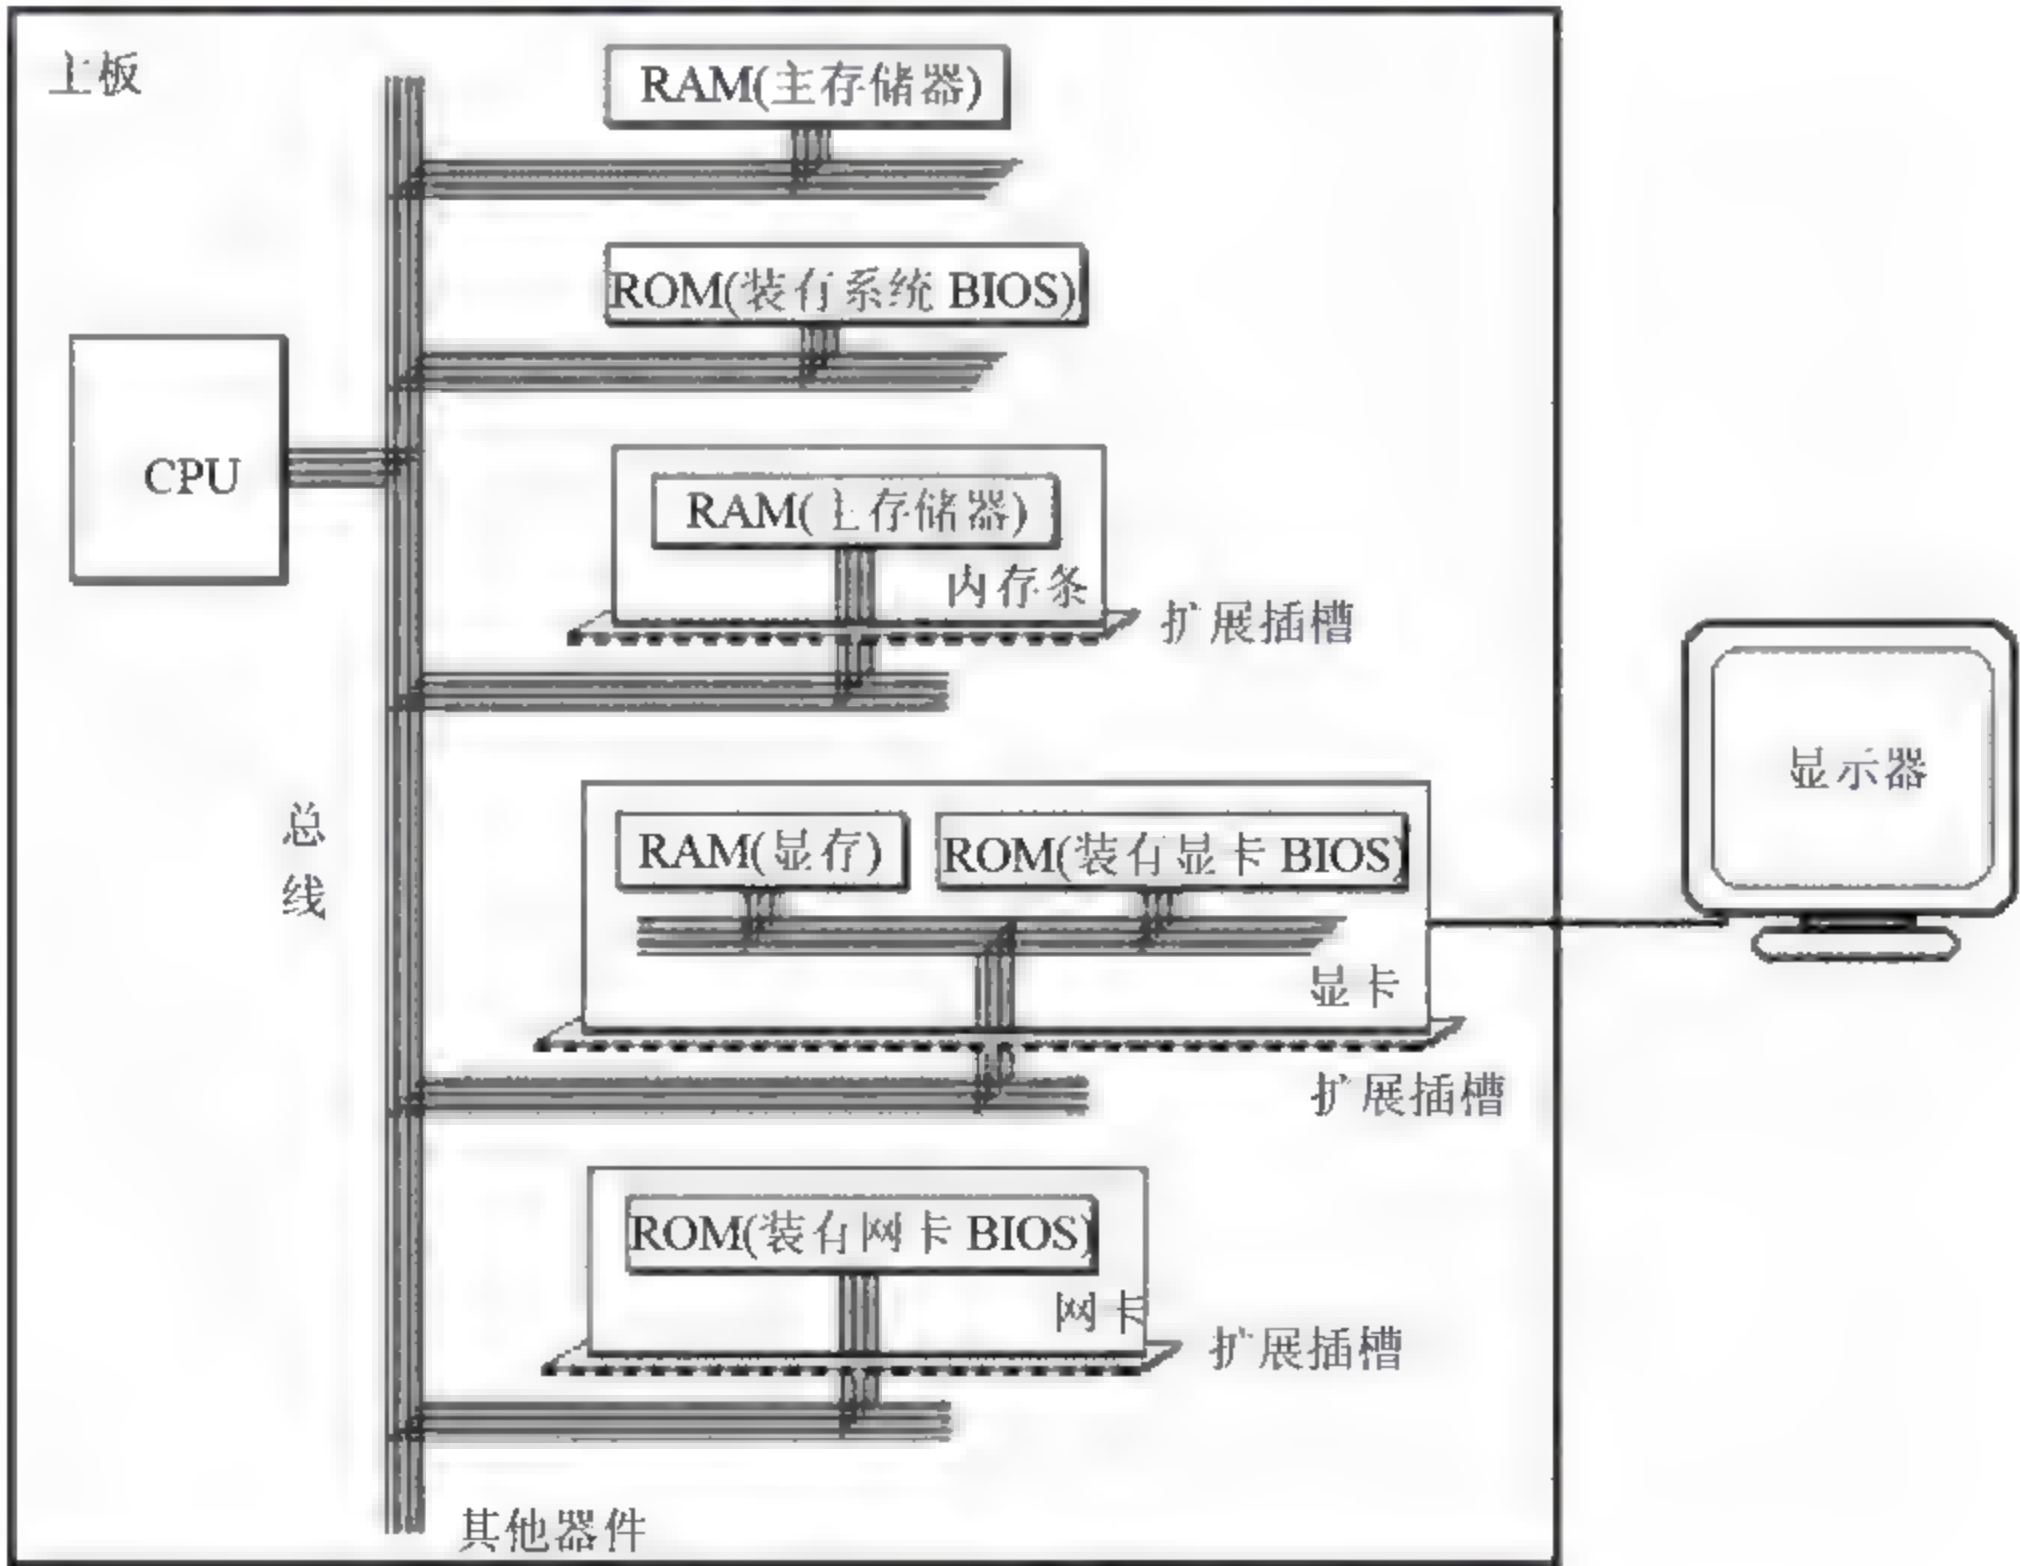 主板
RAM(主存储器)
ROM(装有系统 BIOS)
CPU
RAM(主存储器)
内存条
扩展插槽
显示器
总
线
RAM(显存)
ROM(装有显卡 BIOS)
显卡
扩展插槽
ROM(装有网卡 BIOS)
网卡
扩展插槽
其他器件